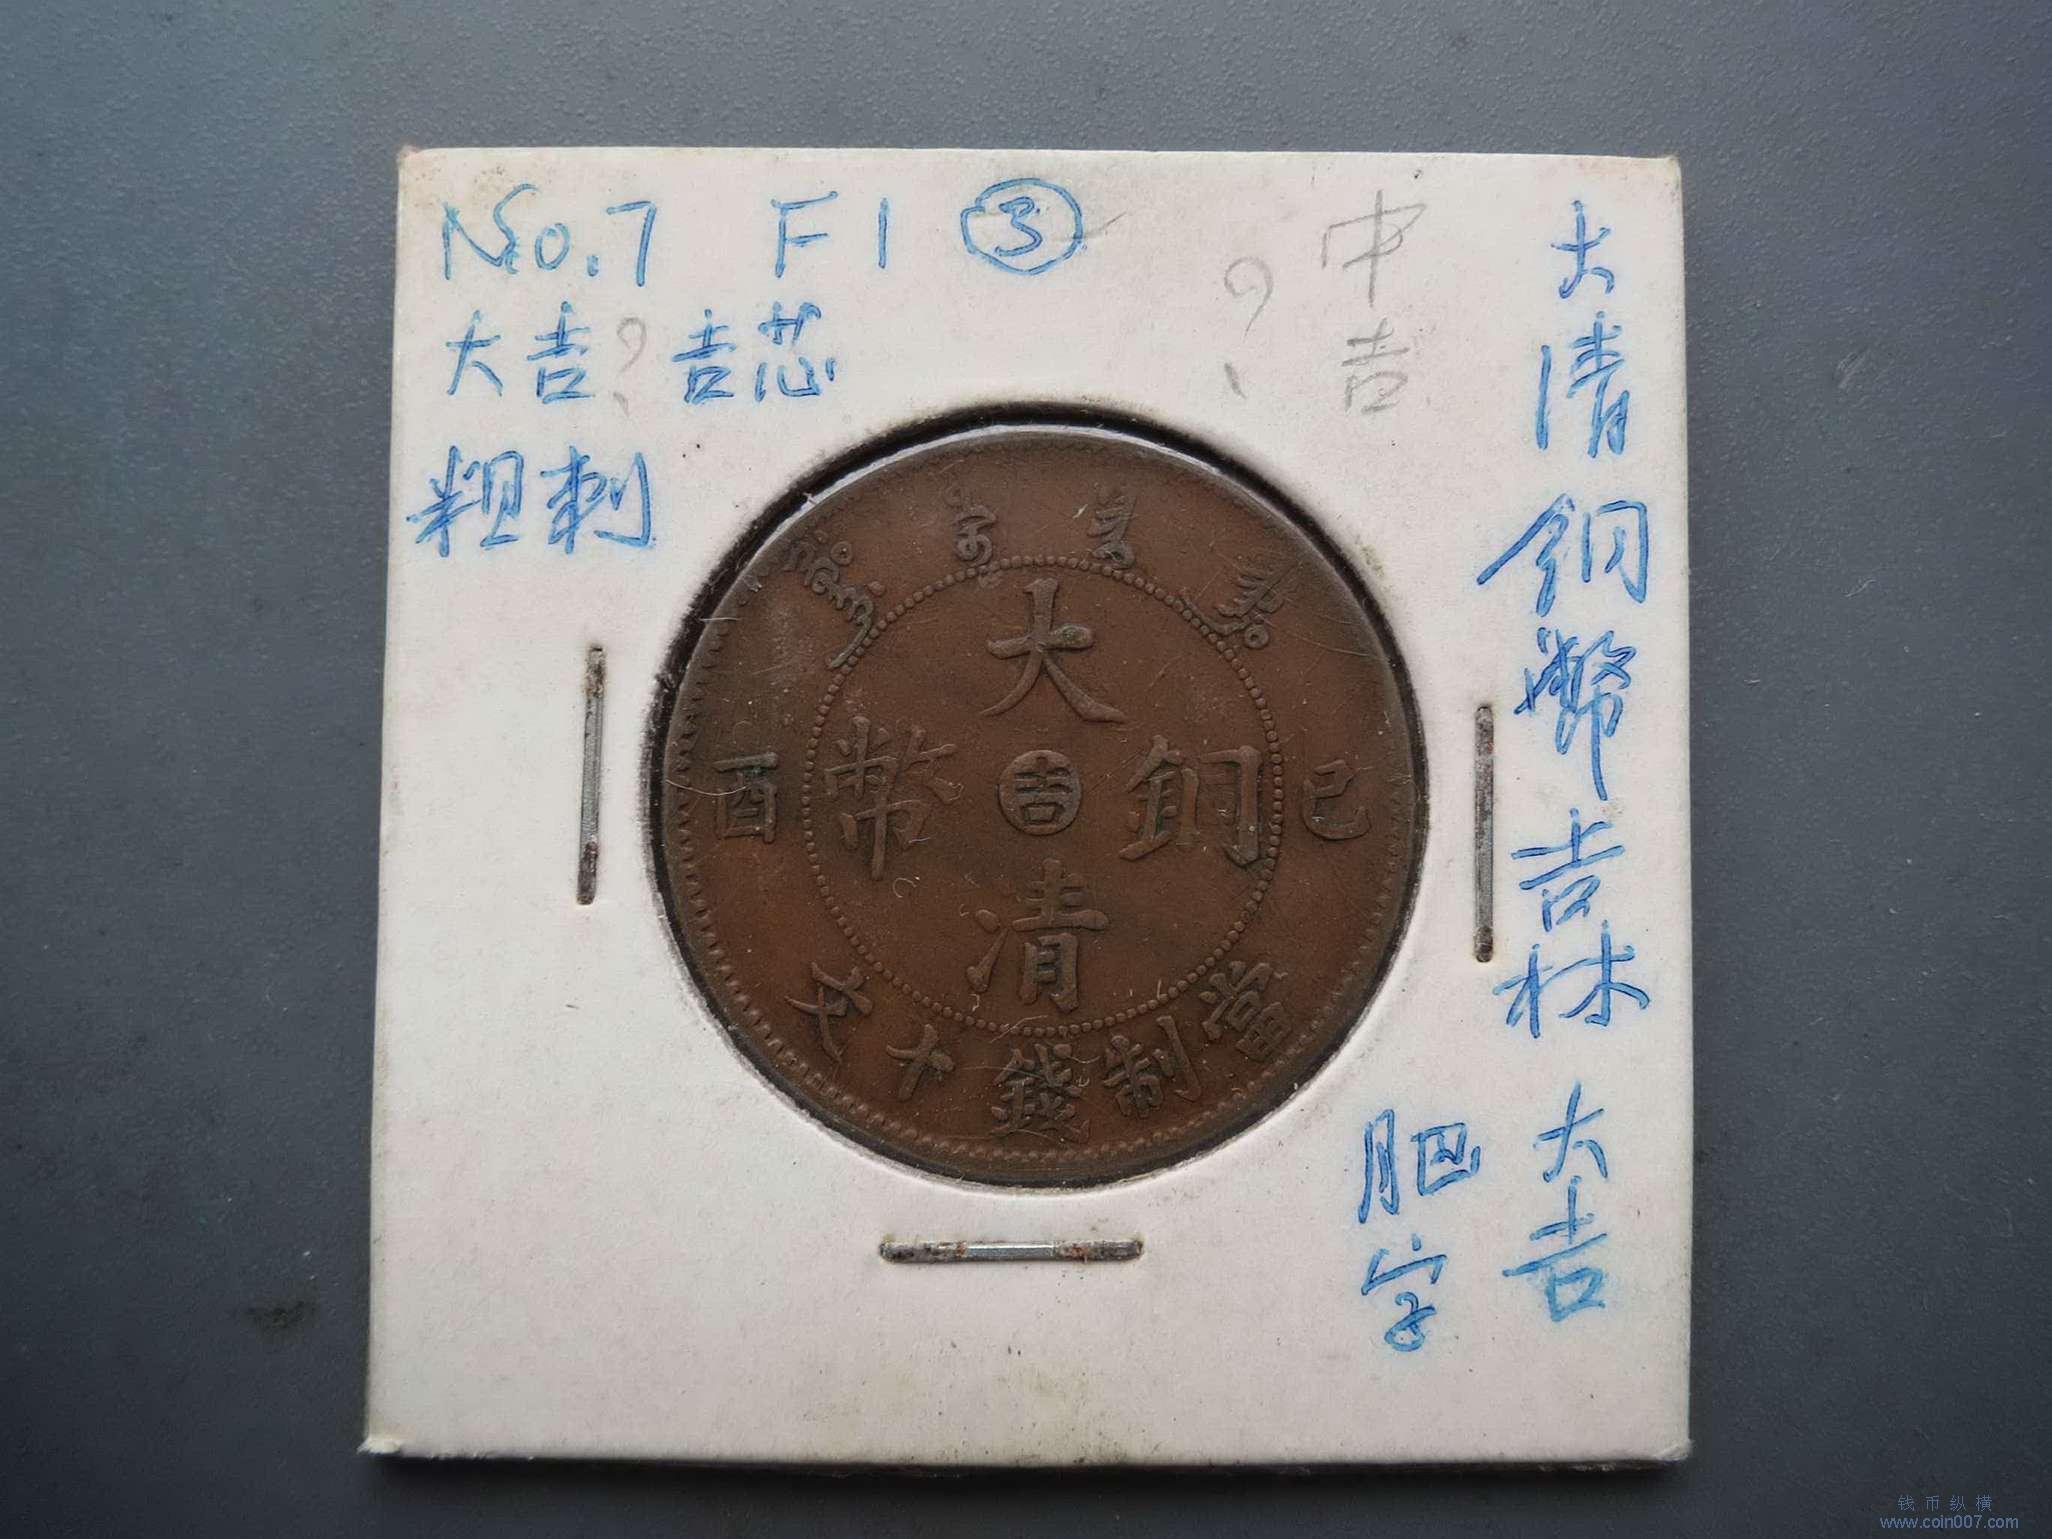 No.7 F1 ③
大吉? 吉芯
粗刺
中吉
?
大清銅幣吉林 大吉
肥字
大清銅幣
吉
己
酉
當制錢十文
钱币纵横
www.coin007.com